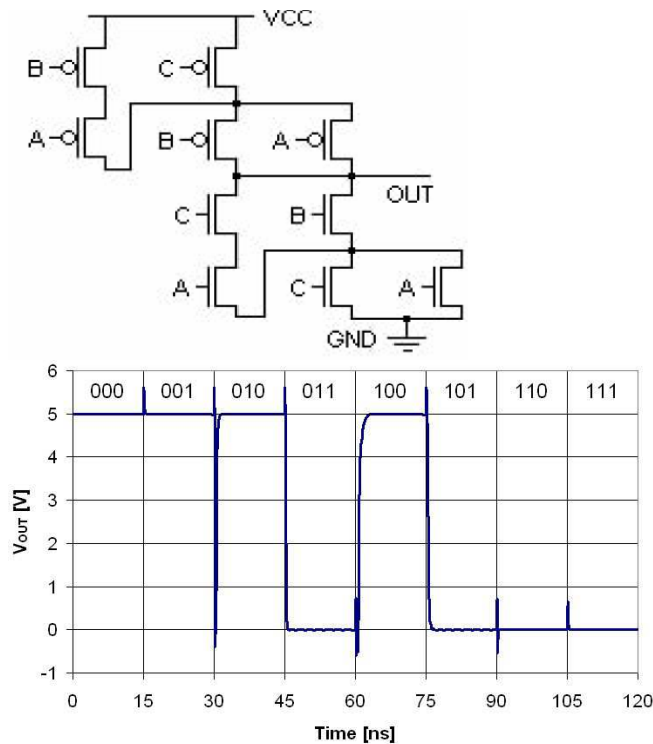 VCC
B C
A B A
OUT
C B
A C A
GND
6
000 001 010 011 100 101 110 111
5
4
3
2
1
0
-1
0 15 30 45 60 75 90 105 120
VOUT [V]
Time [ns]